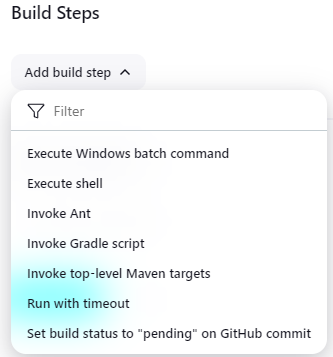 Build Steps
Add build step
Filter
Execute Windows batch command
Execute shell
Invoke Ant
Invoke Gradle script
Invoke top-level Maven targets
Run with timeout
Set build status to "pending" on GitHub commit